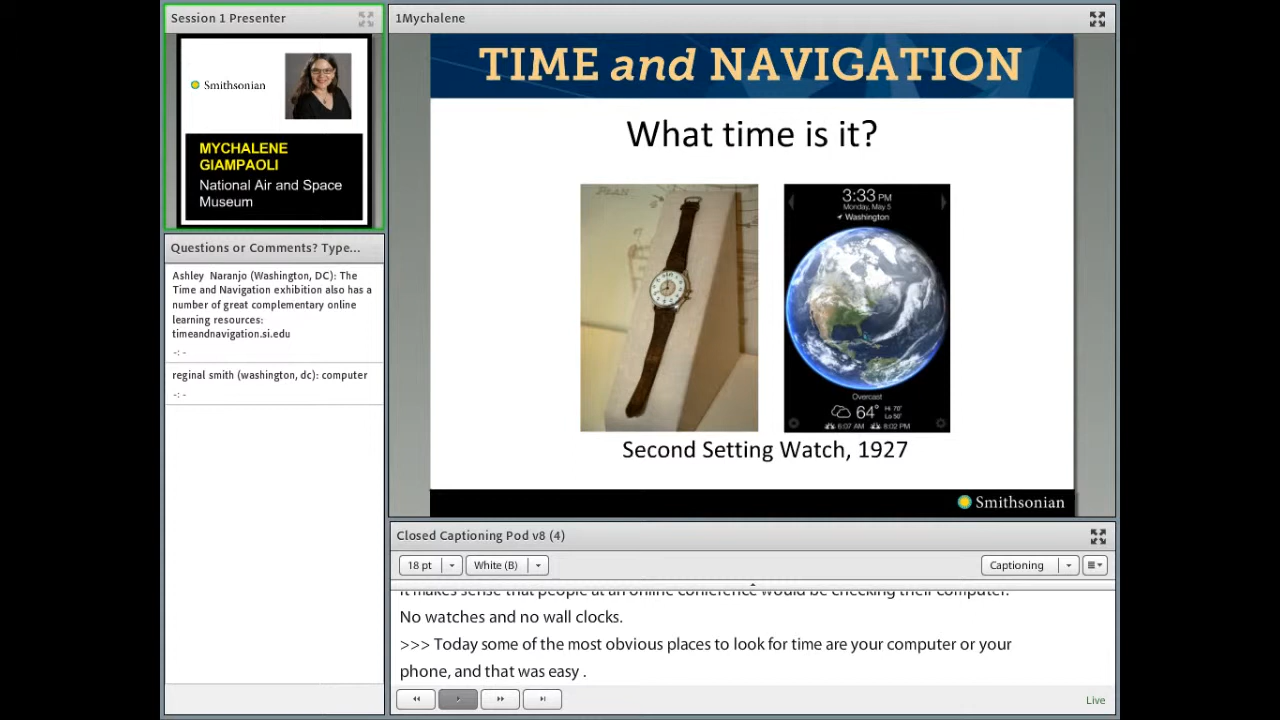 Session 1 Presenter
Smithsonian
MYCHALENE
GIAMPAOLI
National Air and Space
Museum
Questions or Comments? Type...
Ashley Naranjo (Washington, DC): The
Time and Navigation exhibition also has a
number of great complementary online
learning resources:
timeandnavigation.si.edu
-: -
reginal smith (washington, dc): computer
-: -
1Mychalene
TIME and NAVIGATION
What time is it?
3:33 PM
Monday, May 5
Washington
Overcast
64° Hi 70°
Lo 50°
6:07 AM 8:02 PM
Second Setting Watch, 1927
Smithsonian
Closed Captioning Pod v8 (4)
18 pt White (B) Captioning
It makes sense that people at an online conference would be checking their computer.
No watches and no wall clocks.
>>> Today some of the most obvious places to look for time are your computer or your
phone, and that was easy .
Live